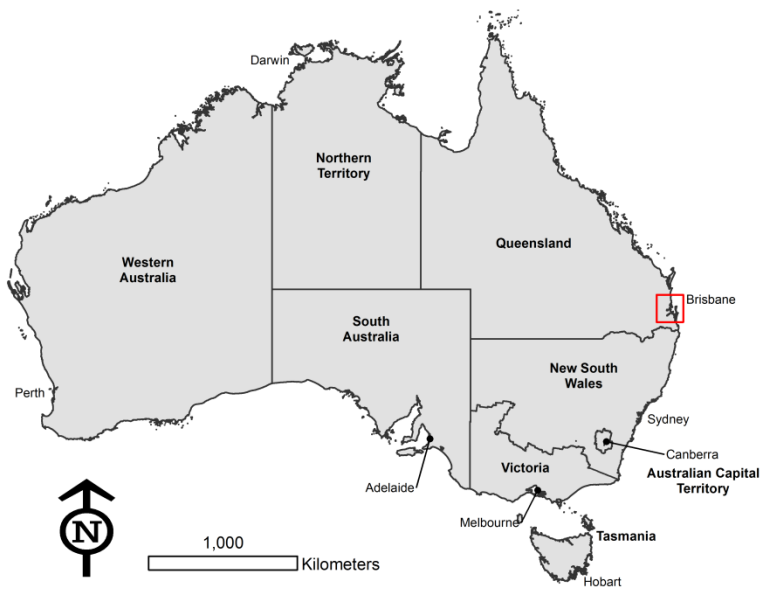 Darwin
Northern
Territory
Queensland
Western
Australia
Brisbane
South
Australia
New South
Wales
Perth
Sydney
Canberra
Victoria
Australian Capital
Territory
Adelaide
Melbourne
Tasmania
N
1,000
Kilometers
Hobart